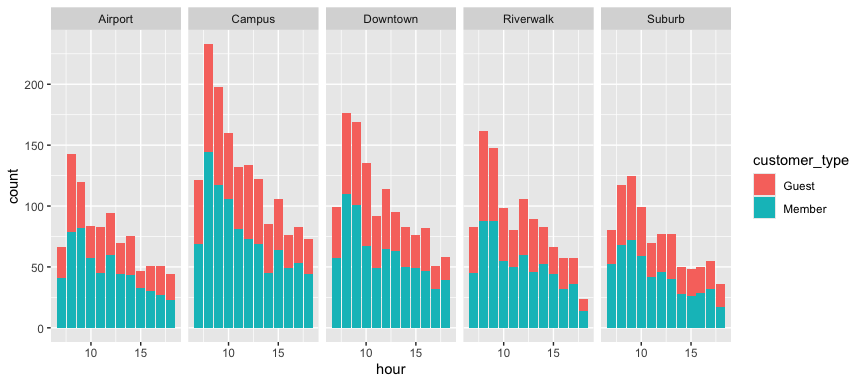 Airport Campus Downtown Riverwalk Suburb
200
150
100
50
0
10 15 10 15 10 15 10 15 10 15
hour
count
customer_type
Guest
Member